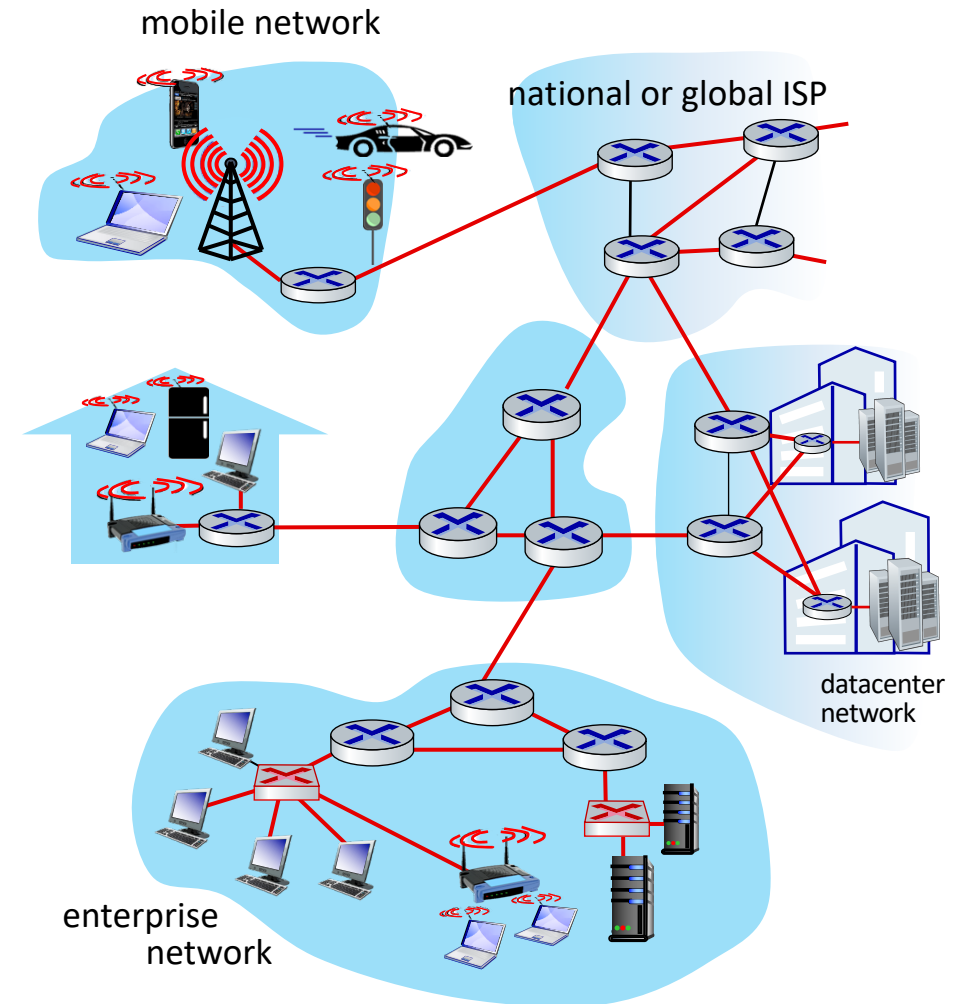 mobile network
national or global ISP
datacenter
network
enterprise
network